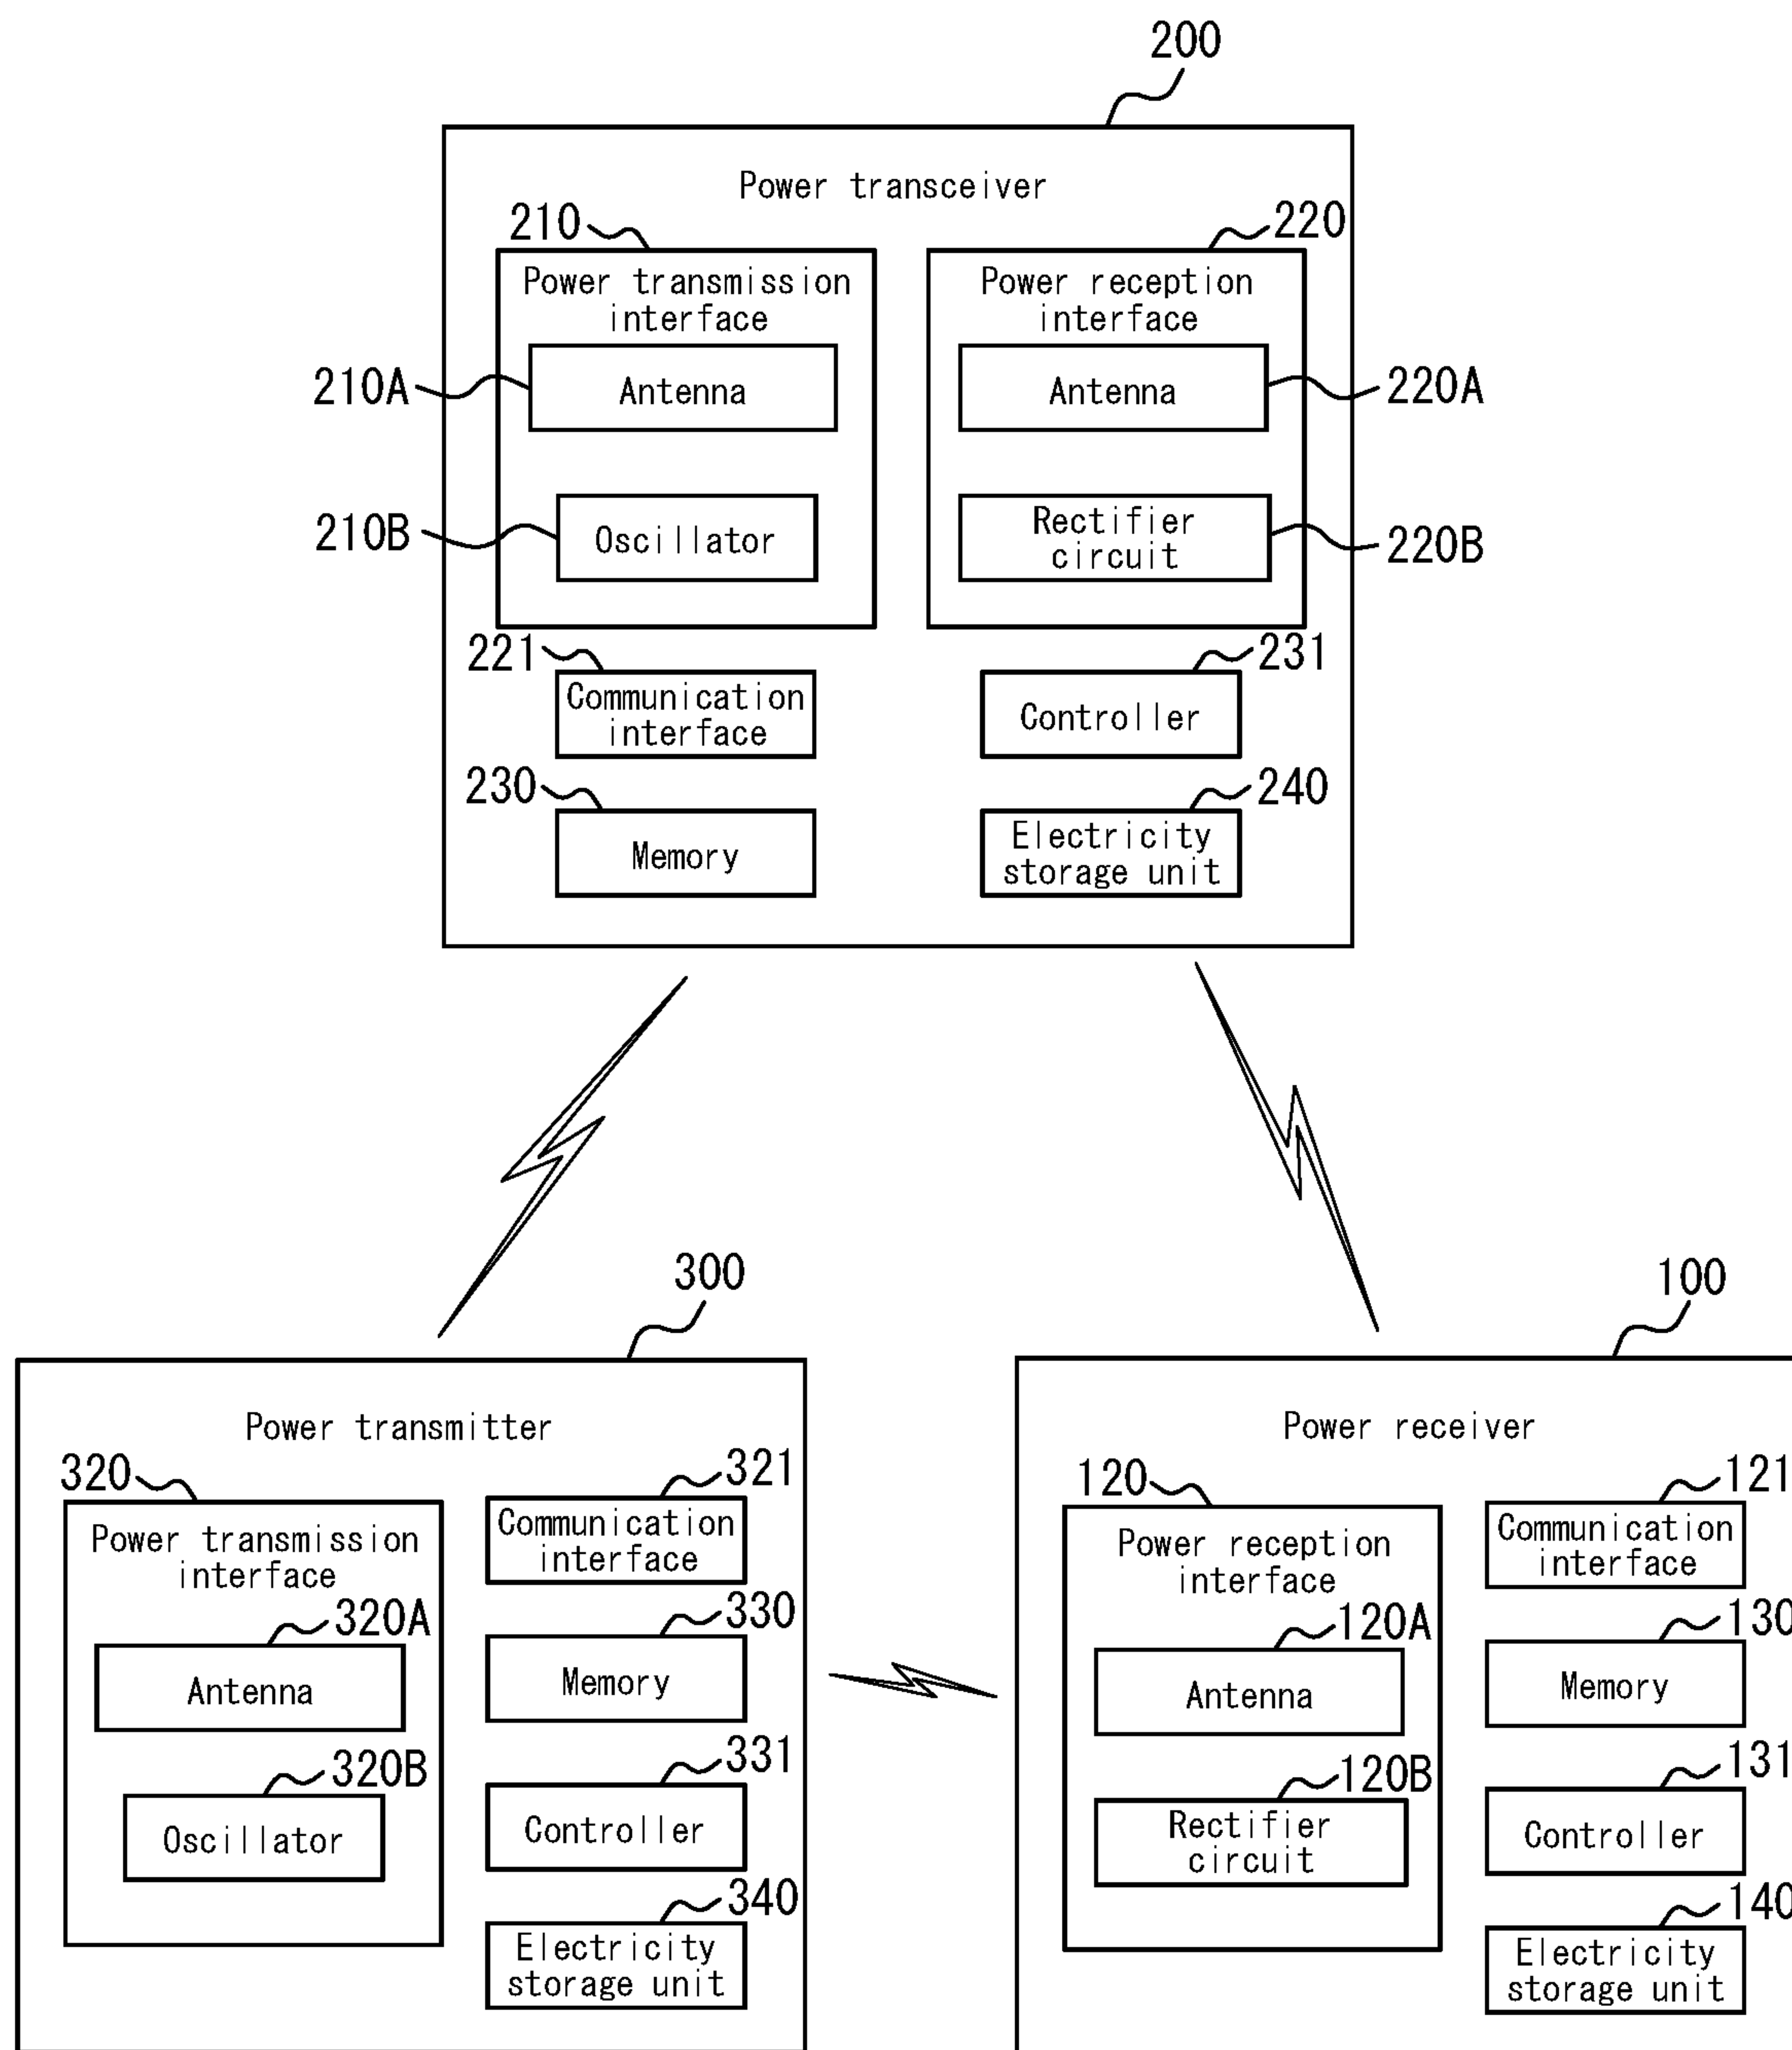 200
Power transceiver
210
220
Power transmission
interface
Power reception
interface
210A
Antenna
Antenna
220A
210B
Oscillator
Rectifier
circuit
220B
221
231
Communication
interface
Controller
230
240
Memory
Electricity
storage unit
300
100
Power transmitter
320
321
Power transmission
interface
Communication
interface
320A
330
Antenna
Memory
320B
331
Oscillator
Controller
340
Electricity
storage unit
Power receiver
120
121
Power reception
interface
Communication
interface
120A
130
Antenna
Memory
120B
131
Rectifier
circuit
Controller
140
Electricity
storage unit